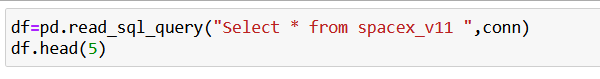 df=pd.read_sql_query("Select * from spacex_v11 ",conn)
df.head(5)